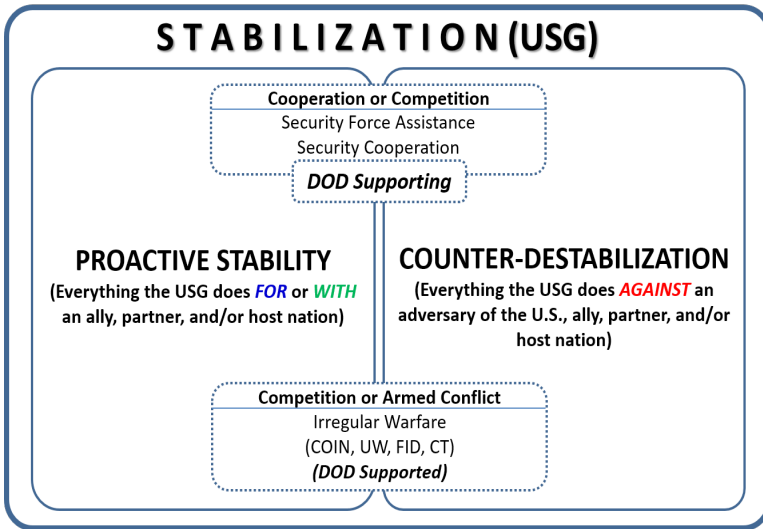 STABILIZATION (USG)
Cooperation or Competition
Security Force Assistance
Security Cooperation
DOD Supporting
PROACTIVE STABILITY
(Everything the USG does FOR or WITH
an ally, partner, and/or host nation)
COUNTER-DESTABILIZATION
(Everything the USG does AGAINST an
adversary of the U.S., ally, partner, and/or
host nation)
Competition or Armed Conflict
Irregular Warfare
(COIN, UW, FID, CT)
(DOD Supported)